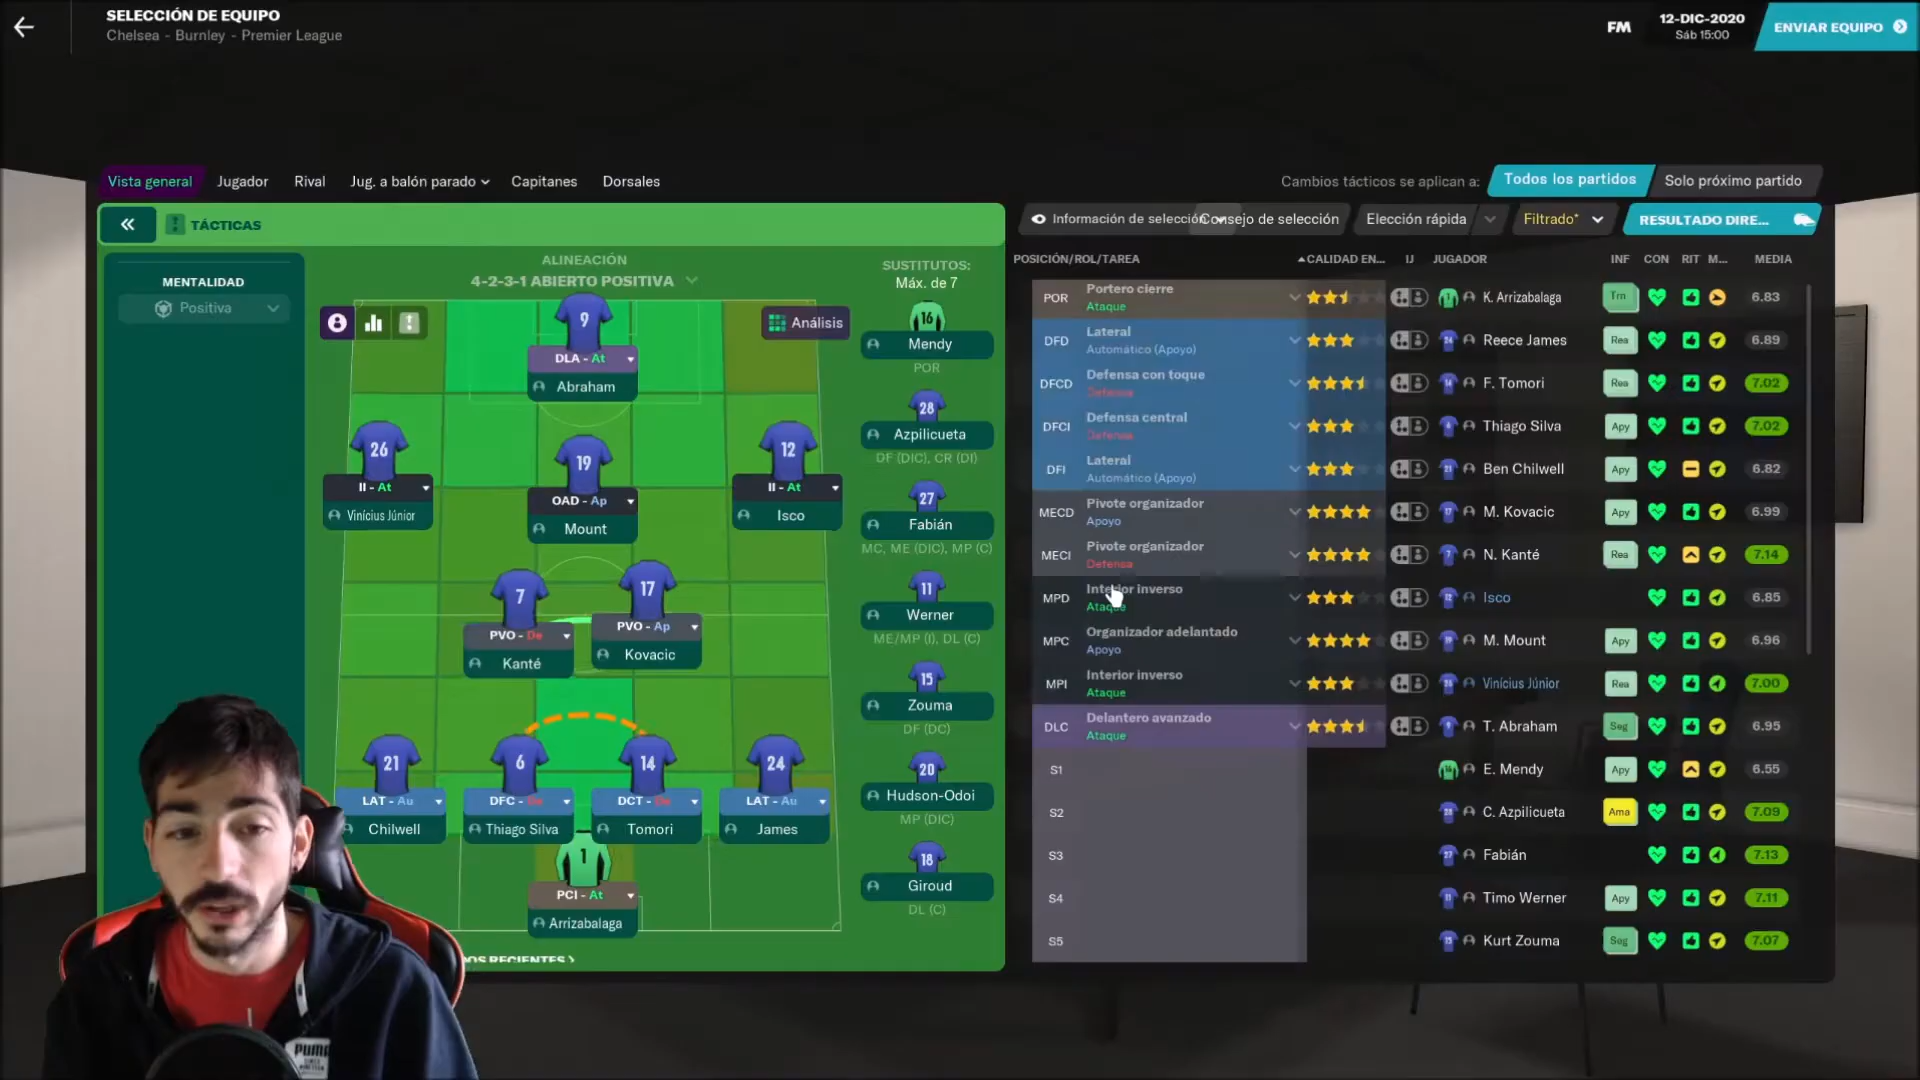 SELECCIÓN DE EQUIPO
Chelsea - Burnley - Premier League
FM
12-DIC-2020
Sáb 15:00
ENVIAR EQUIPO
Vista general
Jugador
Rival
Jug. a balón parado
Capitanes
Dorsales
Cambios tácticos se aplican a:
Todos los partidos
Solo próximo partido
TÁCTICAS
MENTALIDAD
Positiva
ALINEACIÓN
4-2-3-1 ABIERTO POSITIVA
Análisis
9
DLA - At
Abraham
26
II - At
Vinícius Júnior
19
OAD - Ap
Mount
12
II - At
Isco
7
PVO - De
Kanté
17
PVO - Ap
Kovacic
21
LAT - Au
Chilwell
6
DFC - De
Thiago Silva
14
DCT - De
Tomori
24
LAT - Au
James
1
PCI - At
Arrizabalaga
OS RECIENTES
SUSTITUTOS:
Máx. de 7
16
Mendy
POR
28
Azpilicueta
DF (DIC), CR (DI)
27
Fabián
MC, ME (DIC), MP (C)
11
Werner
ME/MP (I), DL (C)
15
Zouma
DF (DC)
20
Hudson-Odoi
MP (DIC)
18
Giroud
DL (C)
Información de selección
Consejo de selección
Elección rápida
Filtrado*
RESULTADO DIRE...
POSICIÓN/ROL/TAREA CALIDAD EN... IJ JUGADOR INF CON RIT M... MEDIA
POR Portero cierre Ataque K. Arrizabalaga Trn 6.83
DFD Lateral Automático (Apoyo) Reece James Rea 6.89
DFCD Defensa con toque Defensa F. Tomori Rea 7.02
DFCI Defensa central Defensa Thiago Silva Apy 7.02
DFI Lateral Automático (Apoyo) Ben Chilwell Apy 6.82
MECD Pivote organizador Apoyo M. Kovacic Apy 6.99
MECI Pivote organizador Defensa N. Kanté Rea 7.14
MPD Interior inverso Ataque Isco 6.85
MPC Organizador adelantado Apoyo M. Mount Apy 6.96
MPI Interior inverso Ataque Vinícius Júnior Rea 7.00
DLC Delantero avanzado Ataque T. Abraham Seg 6.95
S1 E. Mendy Apy 6.55
S2 C. Azpilicueta Ama 7.09
S3 Fabián 7.13
S4 Timo Werner Apy 7.11
S5 Kurt Zouma Seg 7.07
PUMA